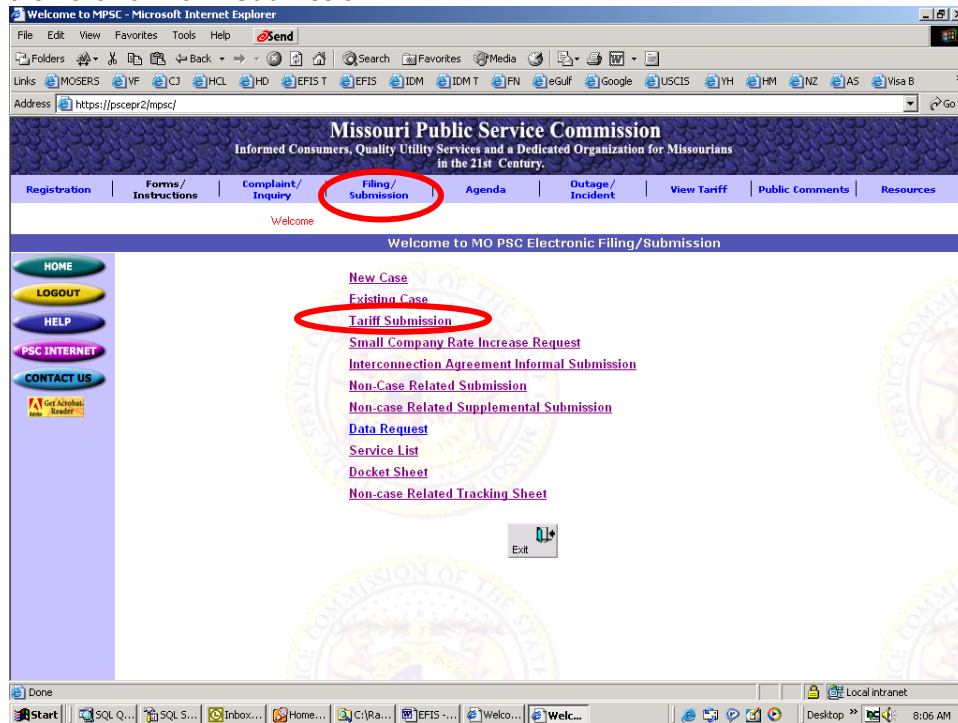 Welcome to MPSC - Microsoft Internet Explorer
File Edit View Favorites Tools Help Send
Folders Back Search Favorites Media
Links MOSERS VF CJ HCL HD EFIS T EFIS IDM IDM T FN eGulf Google USCIS YH HM NZ AS Visa B
Address https://pscepr2/mpsc/ Go
Missouri Public Service Commission
Informed Consumers, Quality Utility Services and a Dedicated Organization for Missourians
in the 21st Century.
Registration Forms/ Instructions Complaint/ Inquiry Filing/ Submission Agenda Outage/ Incident View Tariff Public Comments Resources
Welcome
Welcome to MO PSC Electronic Filing/Submission
HOME
LOGOUT
HELP
PSC INTERNET
CONTACT US
Get Acrobat Reader
Adobe
New Case
Existing Case
Tariff Submission
Small Company Rate Increase Request
Interconnection Agreement Informal Submission
Non-Case Related Submission
Non-case Related Supplemental Submission
Data Request
Service List
Docket Sheet
Non-case Related Tracking Sheet
Exit
Done Local intranet
Start SQL Q... SQL S... Inbox... Home... C:\Ra... EFIS -... Welco... Welc... Desktop 8:06 AM